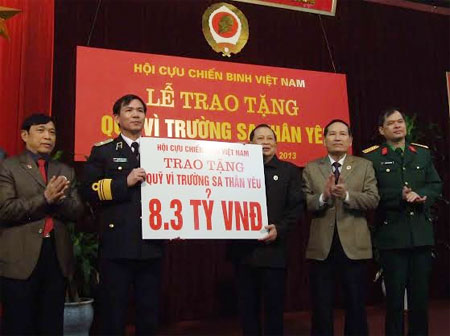 HỘI CỰU CHIẾN BINH VIỆT NAM
LỄ TRAO TẶNG
QUỸ VÌ TRƯỜNG SA THÂN YÊU
2013
HỘI CỰU CHIẾN BINH VIỆT NAM
TRAO TẶNG
QUỸ VÌ TRƯỜNG SA THÂN YÊU
?
8.3 TỶ VNĐ